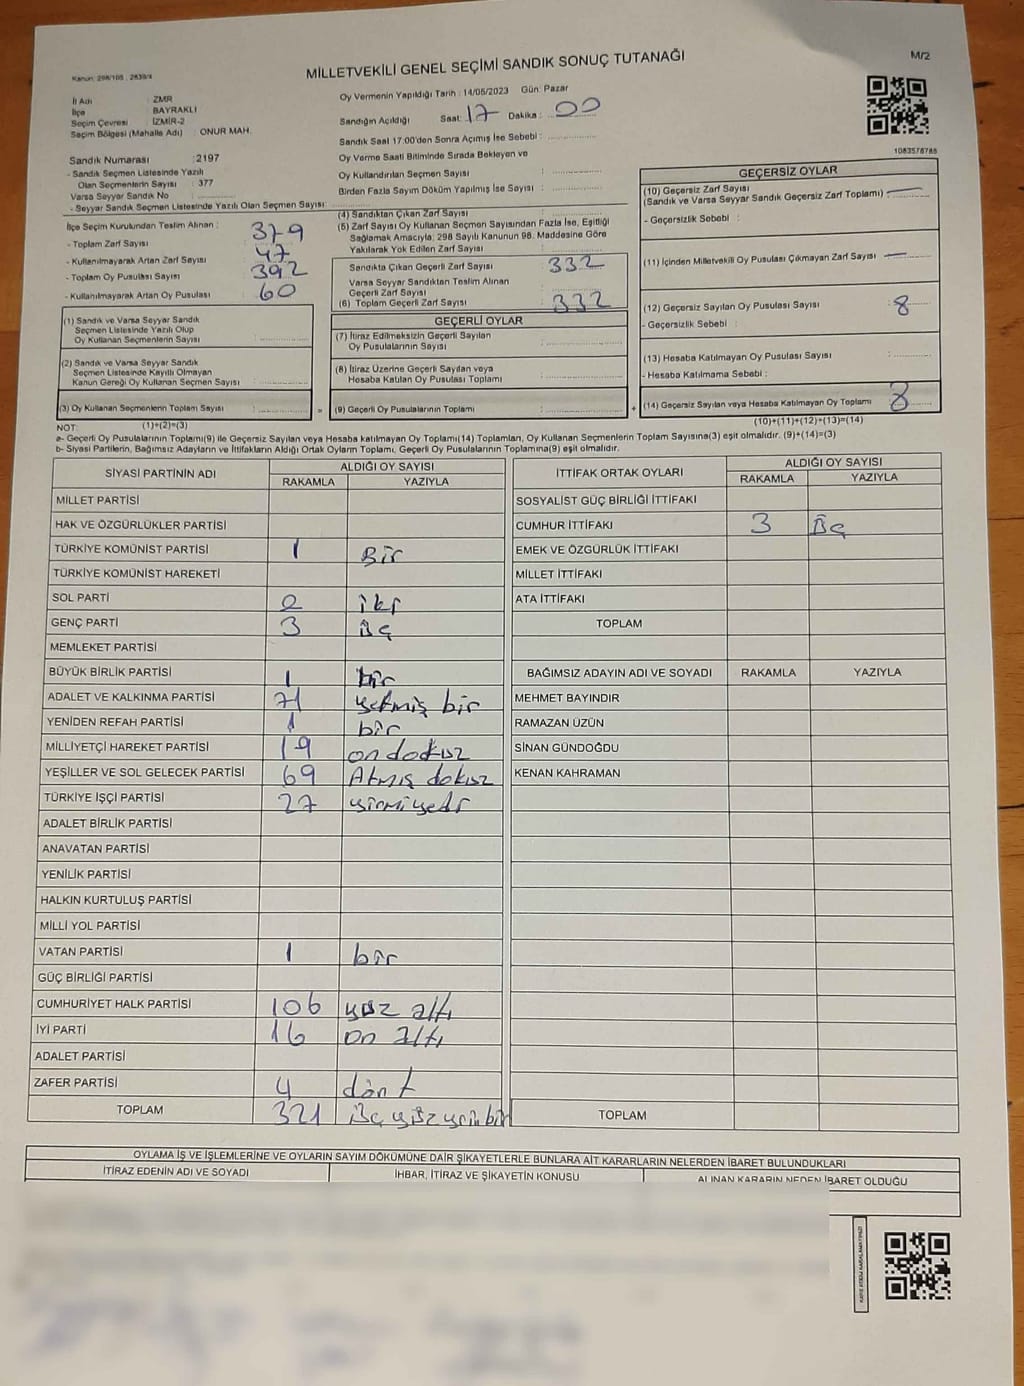 Kanun: 298/105 , 2839/4
MİLLETVEKİLİ GENEL SEÇİMİ SANDIK SONUÇ TUTANAĞI
M/2
İl Adı : ZMR
İlçe : BAYRAKLI
Seçim Çevresi : İZMİR-2
Seçim Bölgesi (Mahalle Adı) : ONUR MAH.
Oy Vermenin Yapıldığı Tarih : 14/05/2023 Gün: Pazar
Sandığın Açıldığı Saat: 17 Dakika : 00
1083578785
Sandık Numarası : 2197
- Sandık Seçmen Listesinde Yazılı
Olan Seçmenlerin Sayısı : 377
Varsa Seyyar Sandık No :
- Seyyar Sandık Seçmen Listesinde Yazılı Olan Seçmen Sayısı :
Sandık Saat 17:00'den Sonra Açımış İse Sebebi :
Oy Verme Saati Bitiminde Sırada Bekleyen ve
Oy Kullandırılan Seçmen Sayısı :
Birden Fazla Sayım Döküm Yapılmış İse Sayısı :
İlçe Seçim Kurulundan Teslim Alınan :
- Toplam Zarf Sayısı : 379
- Kullanılmayarak Artan Zarf Sayısı : 47
- Toplam Oy Pusulası Sayısı : 392
- Kullanılmayarak Artan Oy Pusulası : 60
(4) Sandıktan Çıkan Zarf Sayısı :
(5) Zarf Sayısı Oy Kullanan Seçmen Sayısından Fazla İse, Eşitliği
Sağlamak Amacıyla; 298 Sayılı Kanunun 98. Maddesine Göre
Yakılarak Yok Edilen Zarf Sayısı :
Sandıkta Çıkan Geçerli Zarf Sayısı : 332
Varsa Seyyar Sandıktan Teslim Alınan
Geçerli Zarf Sayısı :
(6) Toplam Geçerli Zarf Sayısı : 332
GEÇERSİZ OYLAR
(10) Geçersiz Zarf Sayısı
(Sandık ve Varsa Seyyar Sandık Geçersiz Zarf Toplamı) : —
- Geçersizlik Sebebi :
(11) İçinden Milletvekili Oy Pusulası Çıkmayan Zarf Sayısı : —
(12) Geçersiz Sayılan Oy Pusulası Sayısı : 8
- Geçersizlik Sebebi :
(13) Hesaba Katılmayan Oy Pusulası Sayısı :
- Hesaba Katılmama Sebebi :
(14) Geçersiz Sayılan veya Hesaba Katılmayan Oy Toplamı : 8
(10)+(11)+(12)+(13)=(14)
(1) Sandık ve Varsa Seyyar Sandık
Seçmen Listesinde Yazılı Olup
Oy Kullanan Seçmenlerin Sayısı :
(2) Sandık ve Varsa Seyyar Sandık
Seçmen Listesinde Kayıtlı Olmayan
Kanun Gereği Oy Kullanan Seçmen Sayısı :
(3) Oy Kullanan Seçmenlerin Toplam Sayısı :
(1)+(2)=(3)
GEÇERLİ OYLAR
(7) İtiraz Edilmeksizin Geçerli Sayılan
Oy Pusulalarının Sayısı :
(8) İtiraz Üzerine Geçerli Sayılan veya
Hesaba Katılan Oy Pusulası Toplamı :
(9) Geçerli Oy Pusulalarının Toplamı :
NOT:
a- Geçerli Oy Pusulalarının Toplamı(9) ile Geçersiz Sayılan veya Hesaba Katılmayan Oy Toplamı(14) Toplamları, Oy Kullanan Seçmenlerin Toplam Sayısına(3) eşit olmalıdır. (9)+(14)=(3)
b- Siyasi Partilerin, Bağımsız Adayların ve İttifakların Aldığı Ortak Oyların Toplamı, Geçerli Oy Pusulalarının Toplamına(9) eşit olmalıdır.
SİYASİ PARTİNİN ADI
ALDIĞI OY SAYISI
RAKAMLA YAZIYLA
MİLLET PARTİSİ
HAK VE ÖZGÜRLÜKLER PARTİSİ
TÜRKİYE KOMÜNİST PARTİSİ 1 Bir
TÜRKİYE KOMÜNİST HAREKETİ
SOL PARTİ 2 iki
GENÇ PARTİ 3 üç
MEMLEKET PARTİSİ
BÜYÜK BİRLİK PARTİSİ 1 bir
ADALET VE KALKINMA PARTİSİ 71 yetmiş bir
YENİDEN REFAH PARTİSİ 1 bir
MİLLİYETÇİ HAREKET PARTİSİ 19 on dokuz
YEŞİLLER VE SOL GELECEK PARTİSİ 69 Atmış dokuz
TÜRKİYE İŞÇİ PARTİSİ 27 yirmi yedi
ADALET BİRLİK PARTİSİ
ANAVATAN PARTİSİ
YENİLİK PARTİSİ
HALKIN KURTULUŞ PARTİSİ
MİLLİ YOL PARTİSİ
VATAN PARTİSİ 1 bir
GÜÇ BİRLİĞİ PARTİSİ
CUMHURİYET HALK PARTİSİ 106 yüz altı
İYİ PARTİ 16 on altı
ADALET PARTİSİ
ZAFER PARTİSİ 4 dört
TOPLAM 321 üç yüz yirmi bir
İTTİFAK ORTAK OYLARI
ALDIĞI OY SAYISI
RAKAMLA YAZIYLA
SOSYALİST GÜÇ BİRLİĞİ İTTİFAKI
CUMHUR İTTİFAKI 3 Üç
EMEK VE ÖZGÜRLÜK İTTİFAKI
MİLLET İTTİFAKI
ATA İTTİFAKI
TOPLAM
BAĞIMSIZ ADAYIN ADI VE SOYADI RAKAMLA YAZIYLA
MEHMET BAYINDIR
RAMAZAN ÜZÜN
SİNAN GÜNDOĞDU
KENAN KAHRAMAN
TOPLAM
OYLAMA İŞ VE İŞLEMLERİNE VE OYLARIN SAYIM DÖKÜMÜNE DAİR ŞİKAYETLERLE BUNLARA AİT KARARLARIN NELERDEN İBARET BULUNDUKLARI
İTİRAZ EDENİN ADI VE SOYADI
İHBAR, İTİRAZ VE ŞİKAYETİN KONUSU
ALINAN KARARIN NEDEN İBARET OLDUĞU